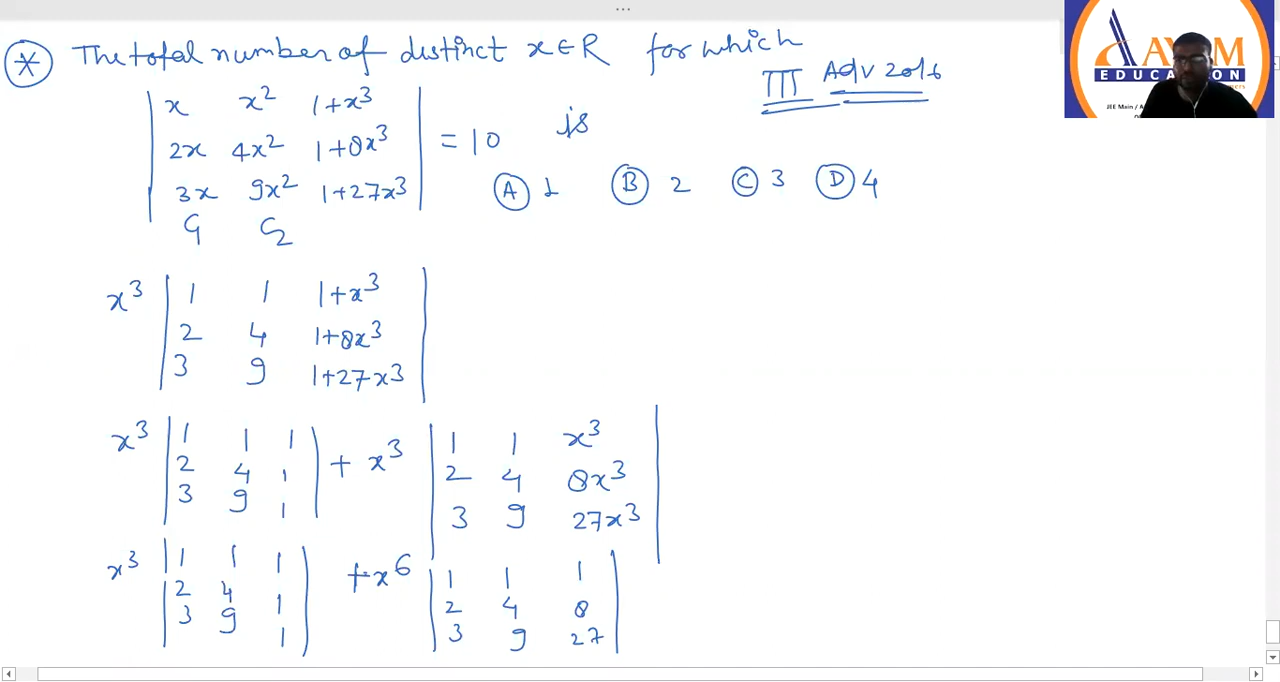 * The total number of distinct x ∈ R for which
IIT Adv 2016
| x x² 1+x³ |
| 2x 4x² 1+8x³ | = 10 is
| 3x 9x² 1+27x³ |
(A) 1 (B) 2 (C) 3 (D) 4
C₁ C₂
x³ | 1 1 1+x³ |
| 2 4 1+8x³ |
| 3 9 1+27x³ |
x³ | 1 1 1 | + x³ | 1 1 x³ |
| 2 4 1 | | 2 4 8x³ |
| 3 9 1 | | 3 9 27x³ |
x³ | 1 1 1 | + x⁶ | 1 1 1 |
| 2 4 1 | | 2 4 8 |
| 3 9 1 | | 3 9 27 |
EDUCATION